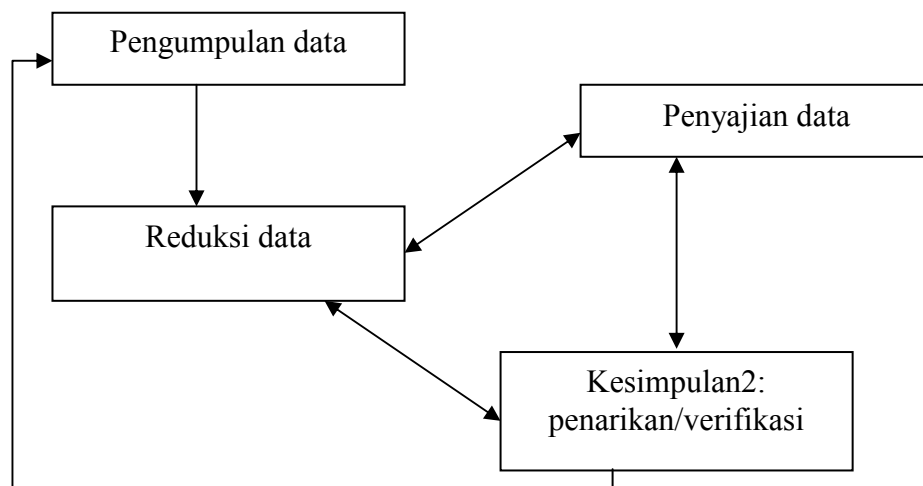 Pengumpulan data
Penyajian data
Reduksi data
Kesimpulan2:
penarikan/verifikasi